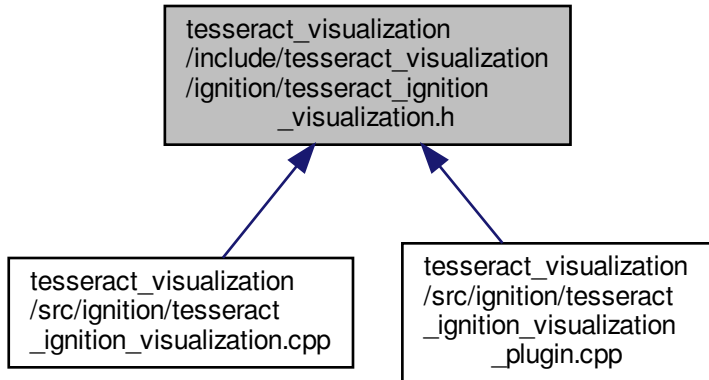 tesseract_visualization
/include/tesseract_visualization
/ignition/tesseract_ignition
_visualization.h
tesseract_visualization
/src/ignition/tesseract
_ignition_visualization.cpp
tesseract_visualization
/src/ignition/tesseract
_ignition_visualization
_plugin.cpp